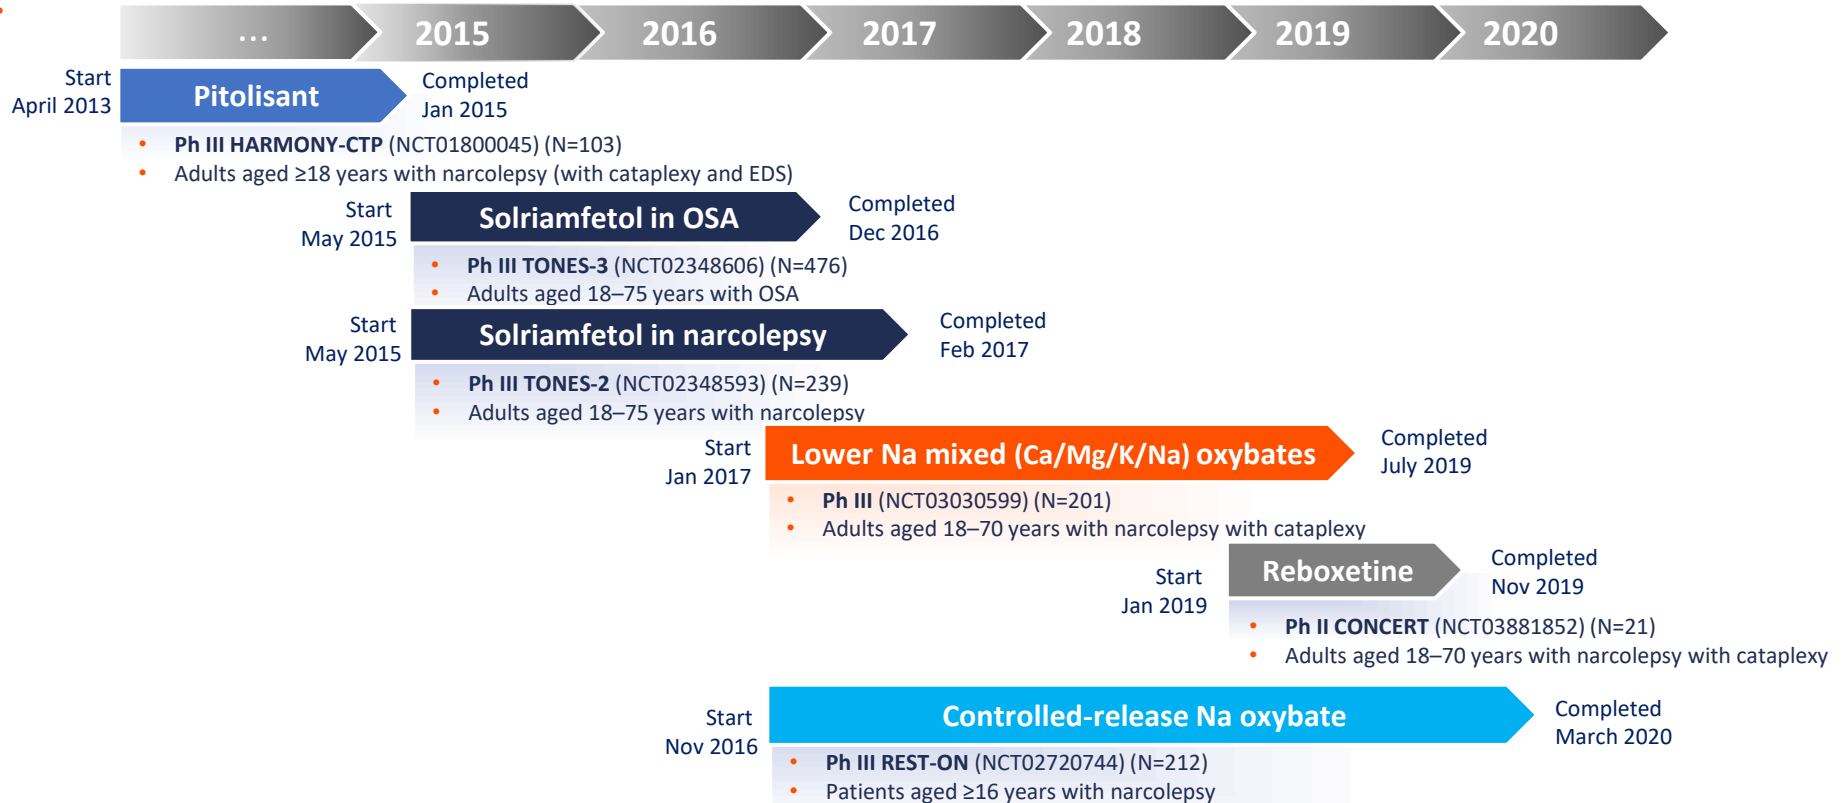 ... 2015 2016 2017 2018 2019 2020
Start
April 2013
Pitolisant
Completed
Jan 2015
• Ph III HARMONY-CTP (NCT01800045) (N=103)
• Adults aged ≥18 years with narcolepsy (with cataplexy and EDS)
Start
May 2015
Solriamfetol in OSA
Completed
Dec 2016
• Ph III TONES-3 (NCT02348606) (N=476)
• Adults aged 18–75 years with OSA
Start
May 2015
Solriamfetol in narcolepsy
Completed
Feb 2017
• Ph III TONES-2 (NCT02348593) (N=239)
• Adults aged 18–75 years with narcolepsy
Start
Jan 2017
Lower Na mixed (Ca/Mg/K/Na) oxybates
Completed
July 2019
• Ph III (NCT03030599) (N=201)
• Adults aged 18–70 years with narcolepsy with cataplexy
Start
Jan 2019
Reboxetine
Completed
Nov 2019
• Ph II CONCERT (NCT03881852) (N=21)
• Adults aged 18–70 years with narcolepsy with cataplexy
Start
Nov 2016
Controlled-release Na oxybate
Completed
March 2020
• Ph III REST-ON (NCT02720744) (N=212)
• Patients aged ≥16 years with narcolepsy